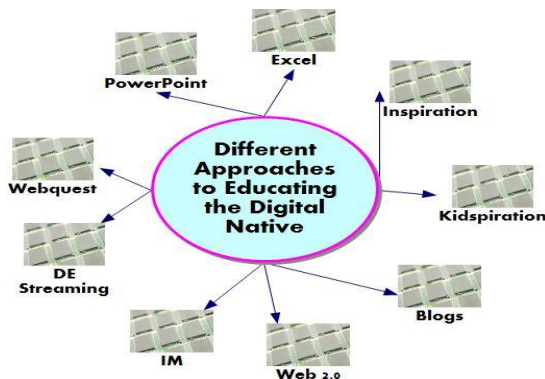 Excel
PowerPoint
Inspiration
Different
Approaches
to Educating
the Digital
Native
Webquest
Kidspiration
DE
Streaming
Blogs
IM
Web 2.0